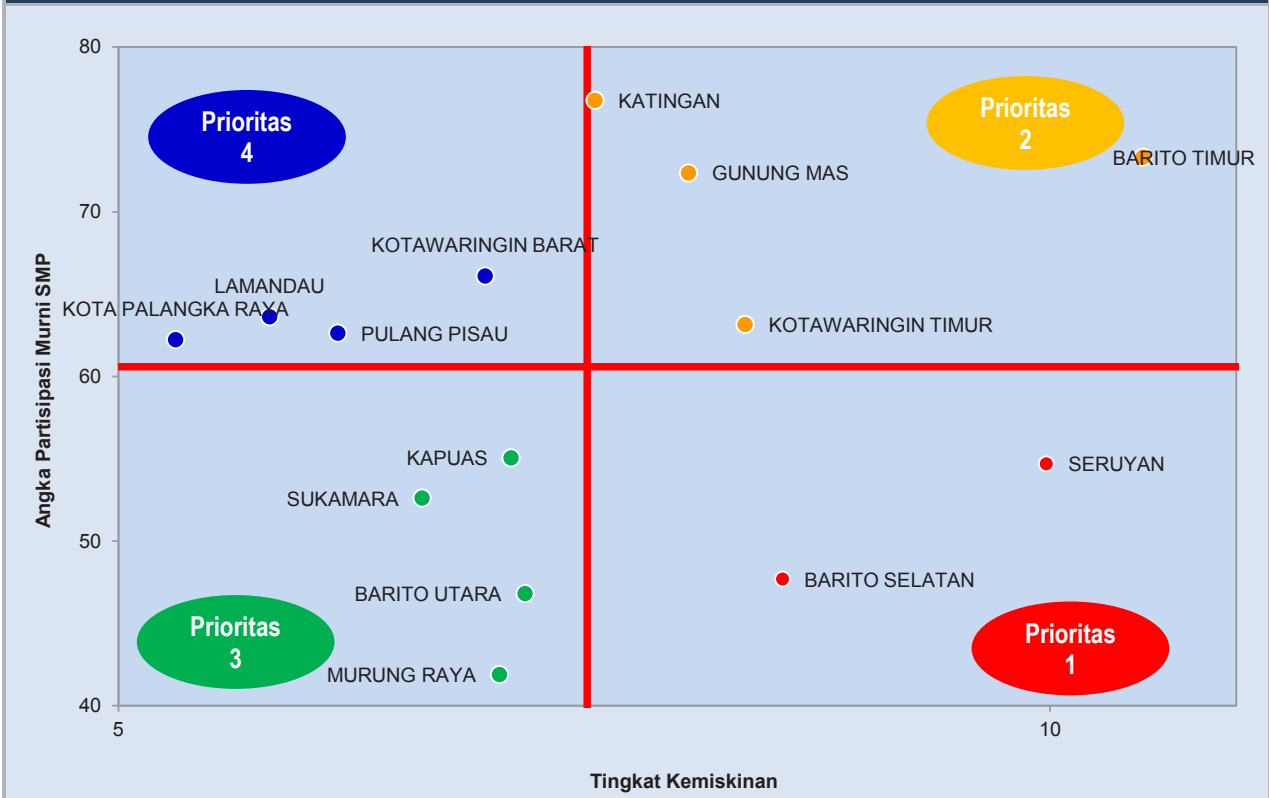 80
KATINGAN
Prioritas
4
Prioritas
2
BARITO TIMUR
GUNUNG MAS
70
KOTAWARINGIN BARAT
LAMANDAU
KOTA PALANGKA RAYA
PULANG PISAU
KOTAWARINGIN TIMUR
Angka Partisipasi Murni SMP
60
KAPUAS
SERUYAN
SUKAMARA
50
BARITO UTARA
BARITO SELATAN
Prioritas
3
Prioritas
1
MURUNG RAYA
40
5
10
Tingkat Kemiskinan